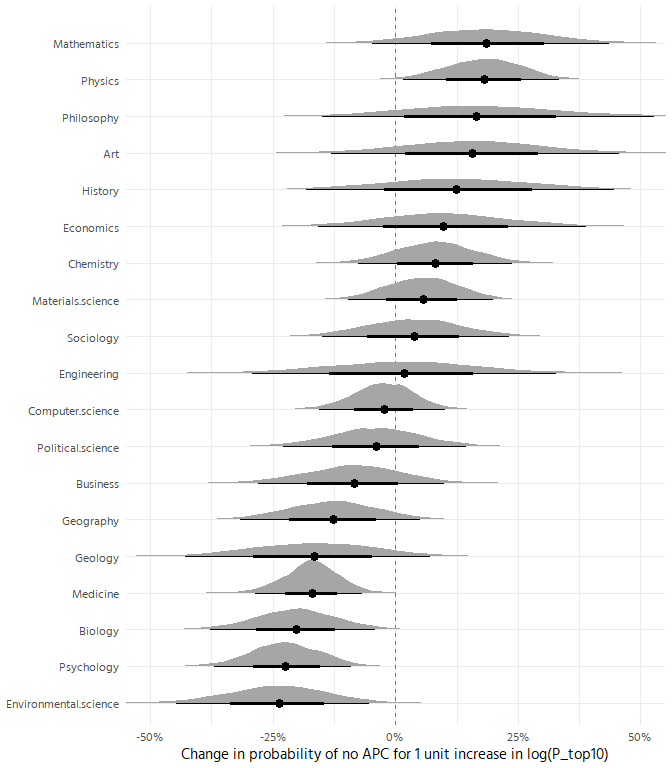 Mathematics
Physics
Philosophy
Art
History
Economics
Chemistry
Materials.science
Sociology
Engineering
Computer.science
Political.science
Business
Geography
Geology
Medicine
Biology
Psychology
Environmental.science
-50% -25% 0% 25% 50%
Change in probability of no APC for 1 unit increase in log(P_top10)